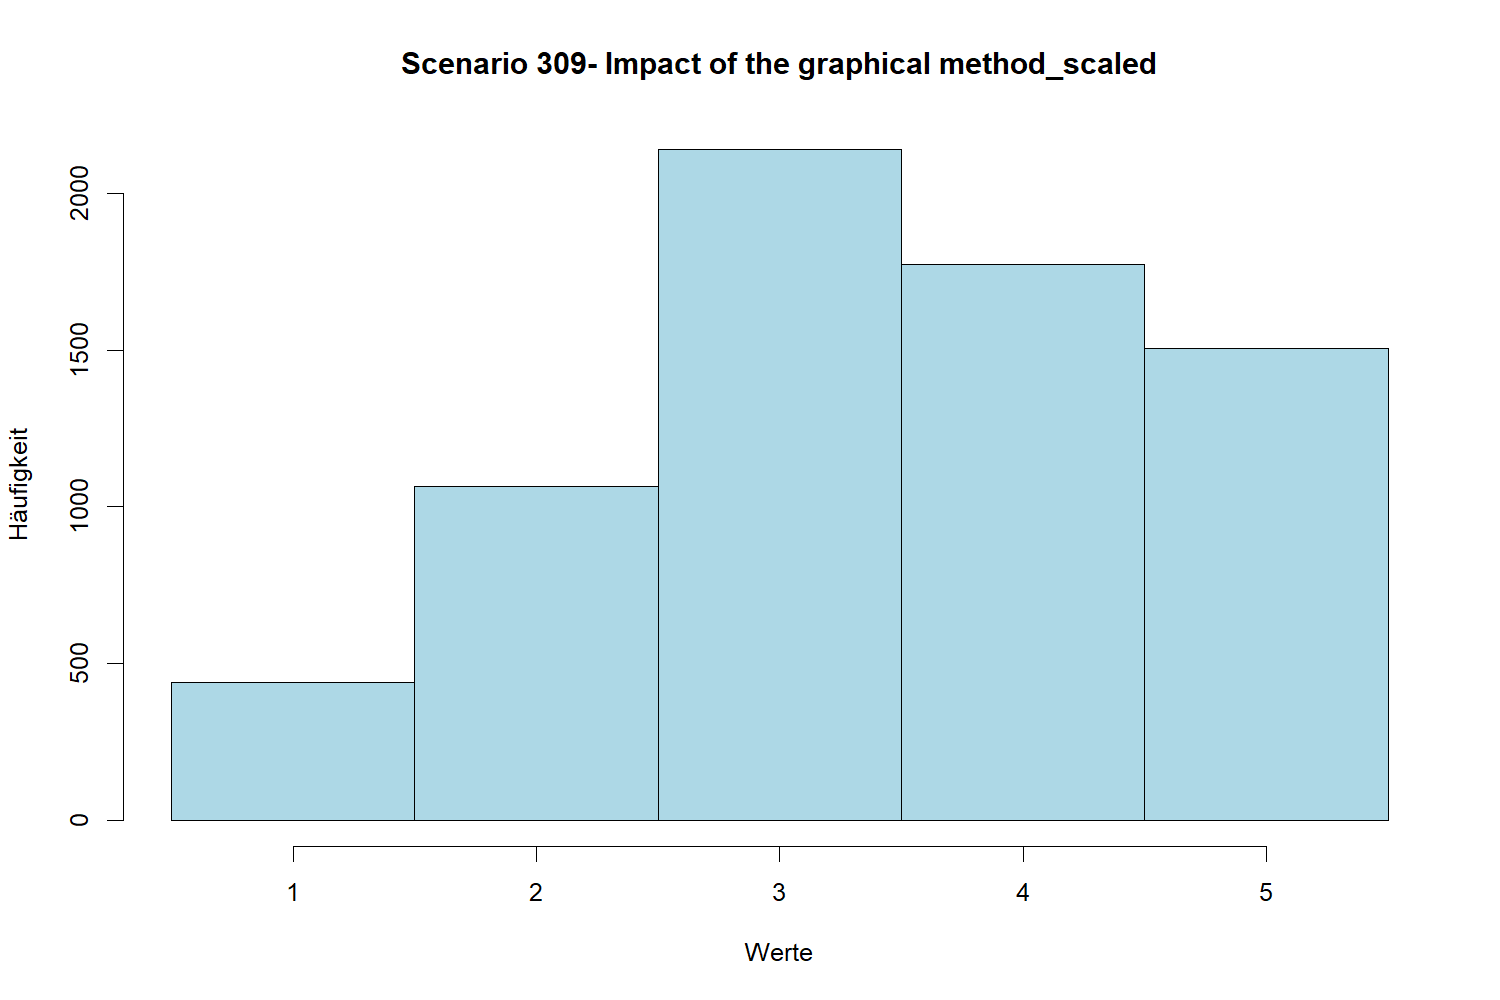 Scenario 309- Impact of the graphical method_scaled
Häufigkeit
2000
1500
1000
500
0
1 2 3 4 5
Werte